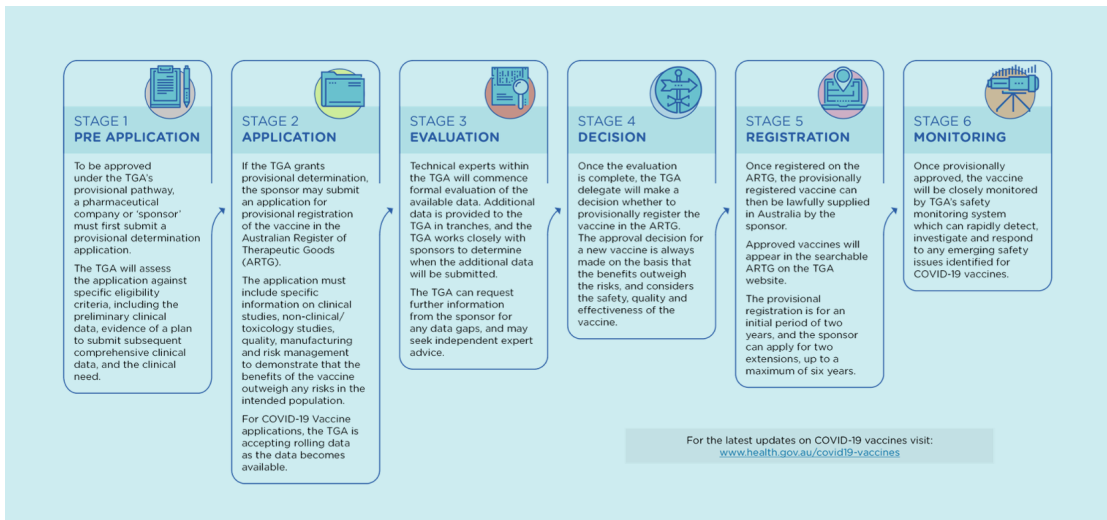 STAGE 1
PRE APPLICATION
To be approved
under the TGA's
provisional pathway,
a pharmaceutical
company or 'sponsor'
must first submit a
provisional determination
application.
The TGA will assess
the application against
specific eligibility
criteria, including the
preliminary clinical
data, evidence of a plan
to submit subsequent
comprehensive clinical
data, and the clinical
need.
STAGE 2
APPLICATION
If the TGA grants
provisional determination,
the sponsor may submit
an application for
provisional registration
of the vaccine in the
Australian Register of
Therapeutic Goods
(ARTG).
The application must
include specific
information on clinical
studies, non-clinical/
toxicology studies,
quality, manufacturing
and risk management
to demonstrate that the
benefits of the vaccine
outweigh any risks in the
intended population.
For COVID-19 Vaccine
applications, the TGA is
accepting rolling data
as the data becomes
available.
STAGE 3
EVALUATION
Technical experts within
the TGA will commence
formal evaluation of the
available data. Additional
data is provided to the
TGA in tranches, and the
TGA works closely with
sponsors to determine
when the additional data
will be submitted.
The TGA can request
further information
from the sponsor for
any data gaps, and may
seek independent expert
advice.
STAGE 4
DECISION
Once the evaluation
is complete, the TGA
delegate will make a
decision whether to
provisionally register the
vaccine in the ARTG.
The approval decision for
a new vaccine is always
made on the basis that
the benefits outweigh
the risks, and considers
the safety, quality and
effectiveness of the
vaccine.
STAGE 5
REGISTRATION
Once registered on the
ARTG, the provisionally
registered vaccine can
then be lawfully supplied
in Australia by the
sponsor.
Approved vaccines will
appear in the searchable
ARTG on the TGA
website.
The provisional
registration is for an
initial period of two
years, and the sponsor
can apply for two
extensions, up to a
maximum of six years.
STAGE 6
MONITORING
Once provisionally
approved, the vaccine
will be closely monitored
by TGA's safety
monitoring system
which can rapidly detect,
investigate and respond
to any emerging safety
issues identified for
COVID-19 vaccines.
For the latest updates on COVID-19 vaccines visit:
www.health.gov.au/covid19-vaccines